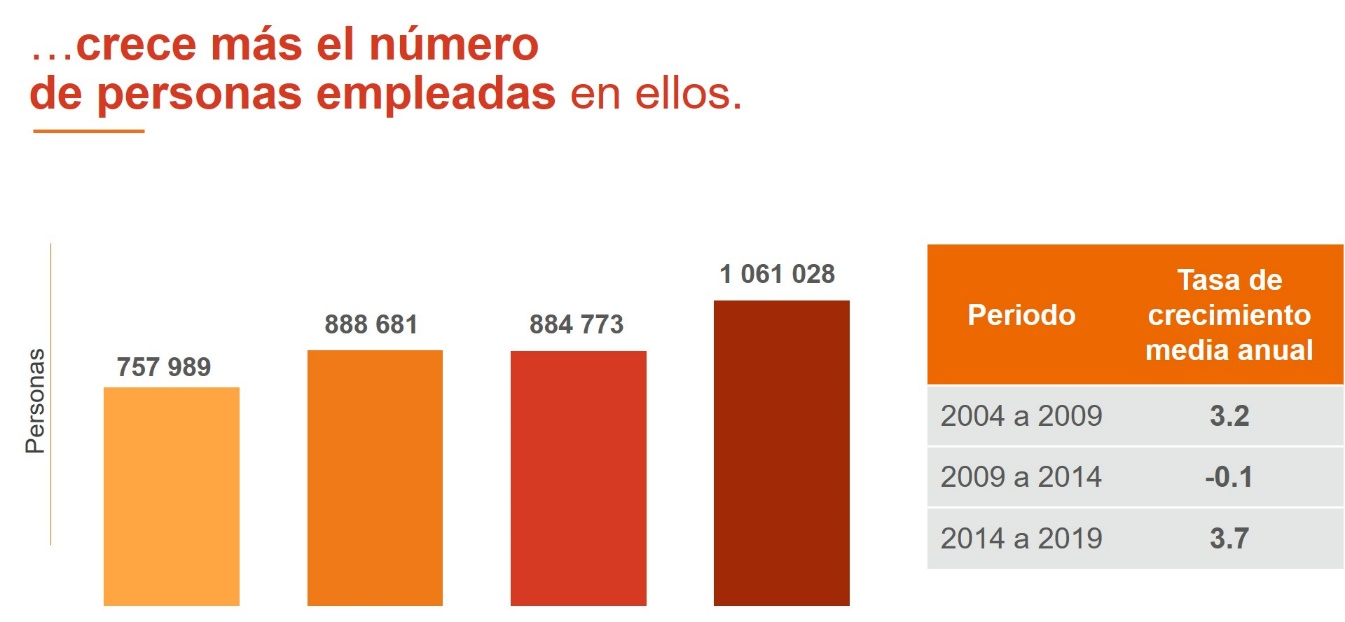 …crece más el número
de personas empleadas en ellos.
Personas
757 989
888 681
884 773
1 061 028
Periodo
Tasa de
crecimiento
media anual
2004 a 2009 3.2
2009 a 2014 -0.1
2014 a 2019 3.7